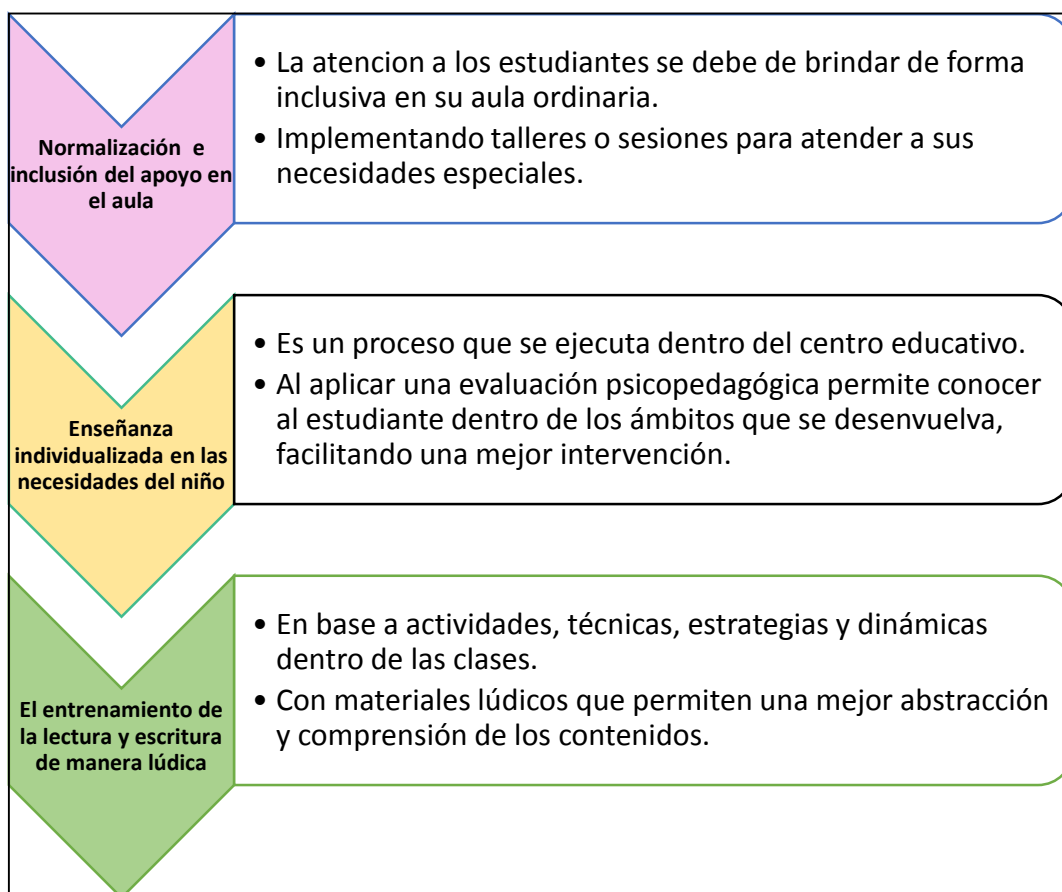 Normalización e
inclusión del apoyo en
el aula
• La atencion a los estudiantes se debe de brindar de forma
inclusiva en su aula ordinaria.
• Implementando talleres o sesiones para atender a sus
necesidades especiales.
Enseñanza
individualizada en las
necesidades del niño
• Es un proceso que se ejecuta dentro del centro educativo.
• Al aplicar una evaluación psicopedagógica permite conocer
al estudiante dentro de los ámbitos que se desenvuelva,
facilitando una mejor intervención.
El entrenamiento de
la lectura y escritura
de manera lúdica
• En base a actividades, técnicas, estrategias y dinámicas
dentro de las clases.
• Con materiales lúdicos que permiten una mejor abstracción
y comprensión de los contenidos.